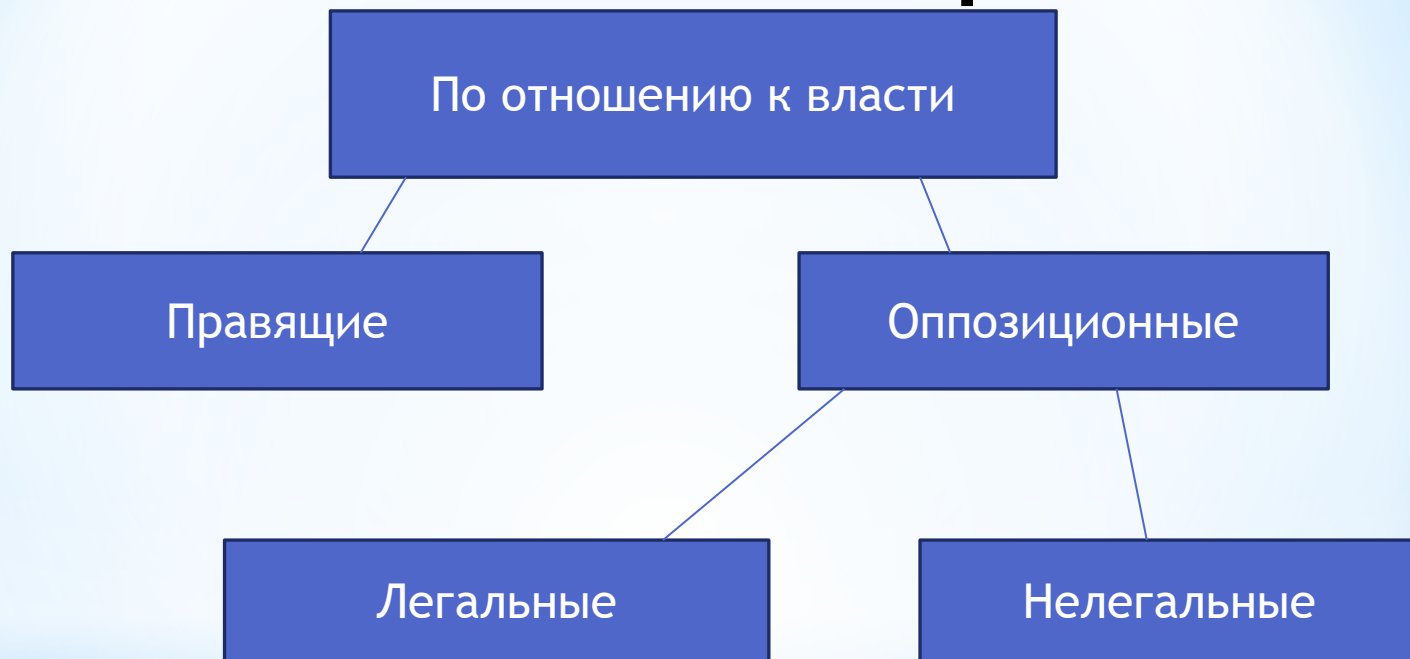 По отношению к власти
Правящие
Оппозиционные
Легальные
Нелегальные